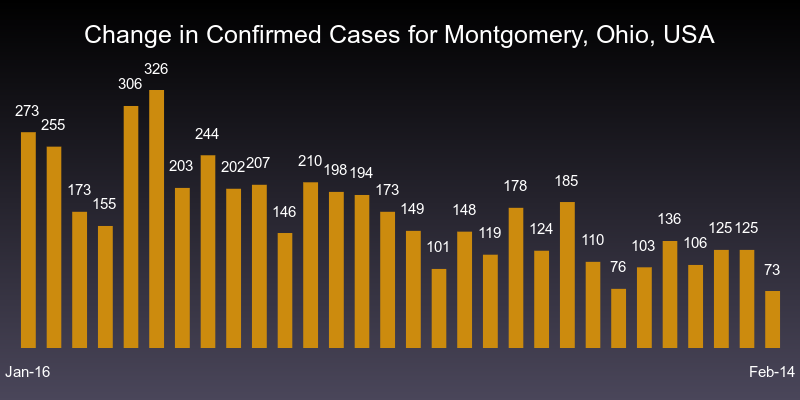 Change in Confirmed Cases for Montgomery, Ohio, USA
273 255 173 155 306 326 203 244 202 207 146 210 198 194 173 149 101 148 119 178 124 185 110 76 103 136 106 125 125 73
Jan-16 Feb-14